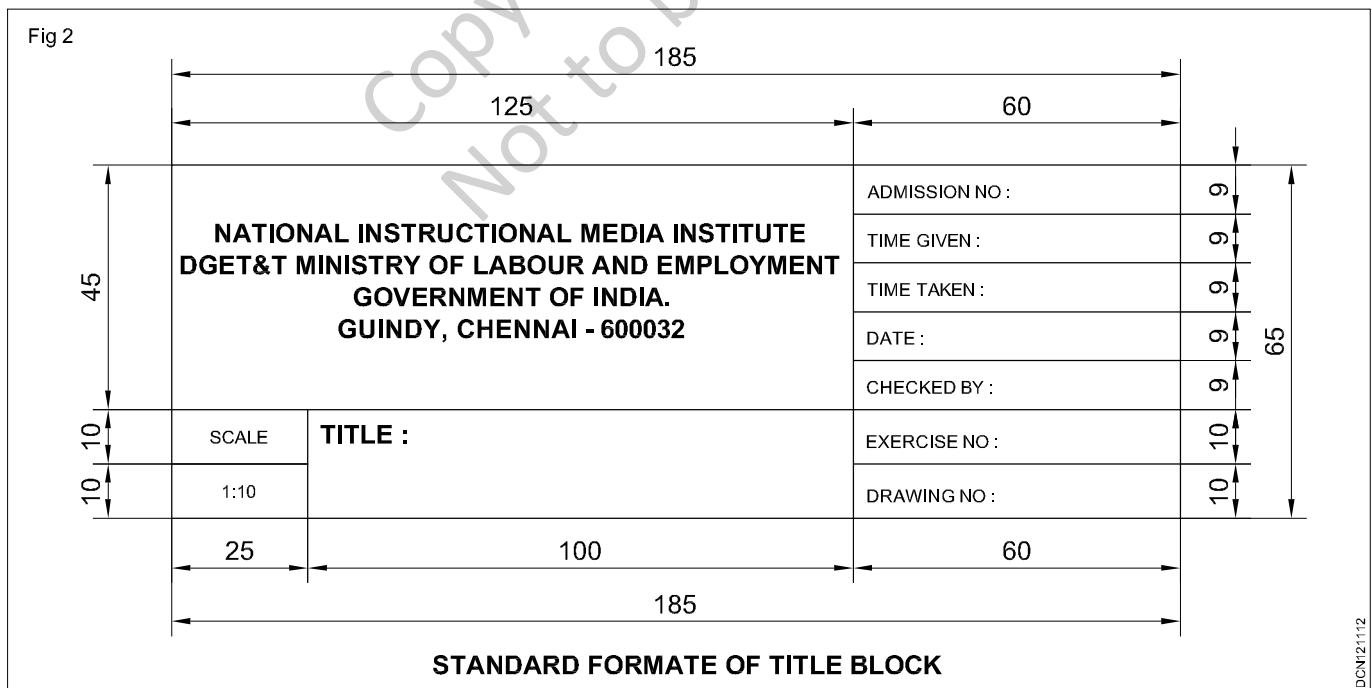 Copy
Not to b
Fig 2
185
125
60
NATIONAL INSTRUCTIONAL MEDIA INSTITUTE
DGET&T MINISTRY OF LABOUR AND EMPLOYMENT
GOVERNMENT OF INDIA.
GUINDY, CHENNAI - 600032
ADMISSION NO :
TIME GIVEN :
TIME TAKEN :
DATE :
CHECKED BY :
EXERCISE NO :
DRAWING NO :
SCALE
1:10
TITLE :
45
10
10
9
9
9
9
9
10
10
65
25
100
60
185
STANDARD FORMATE OF TITLE BLOCK
DCN121112